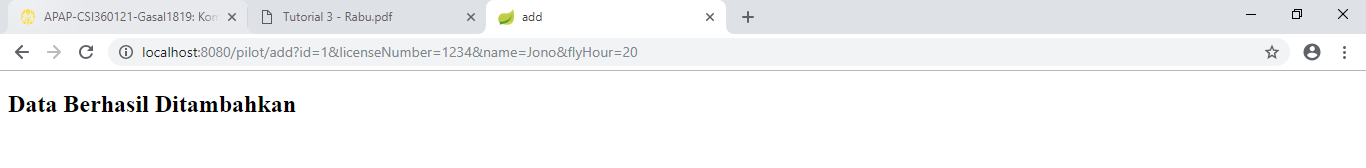 APAP-CSI360121-Gasal1819: Kom
Tutorial 3 - Rabu.pdf
add
localhost:8080/pilot/add?id=1&licenseNumber=1234&name=Jono&flyHour=20
Data Berhasil Ditambahkan